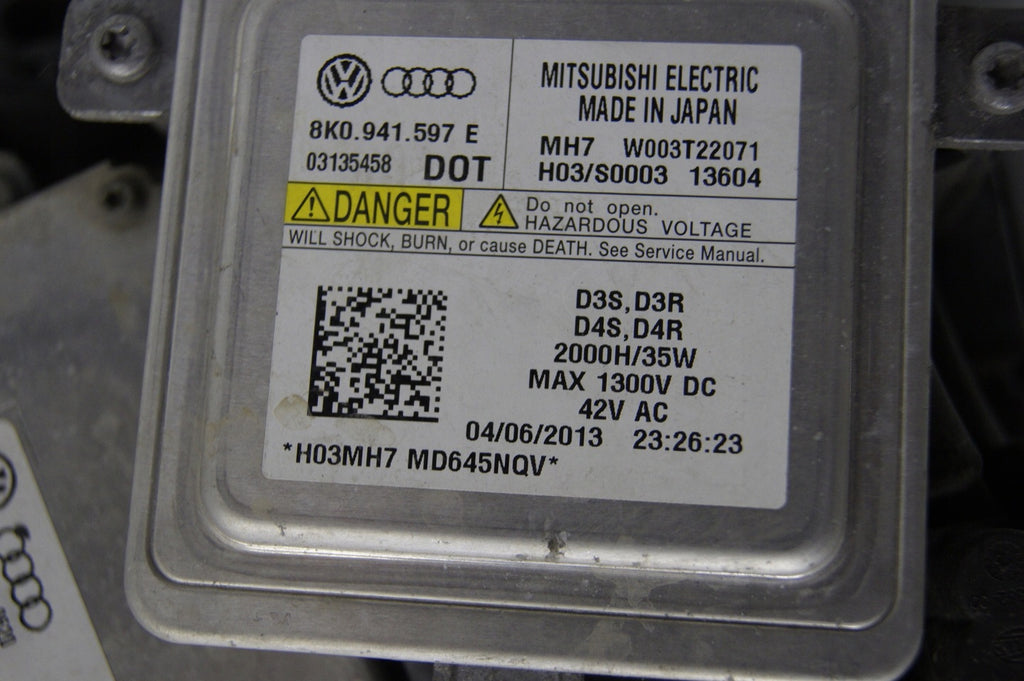 8K0.941.597 E
03135458 DOT
MITSUBISHI ELECTRIC
MADE IN JAPAN
MH7 W003T22071
H03/S0003 13604
DANGER
Do not open.
HAZARDOUS VOLTAGE
WILL SHOCK, BURN, or cause DEATH. See Service Manual.
D3S,D3R
D4S,D4R
2000H/35W
MAX 1300V DC
42V AC
04/06/2013 23:26:23
*H03MH7 MD645NQV*